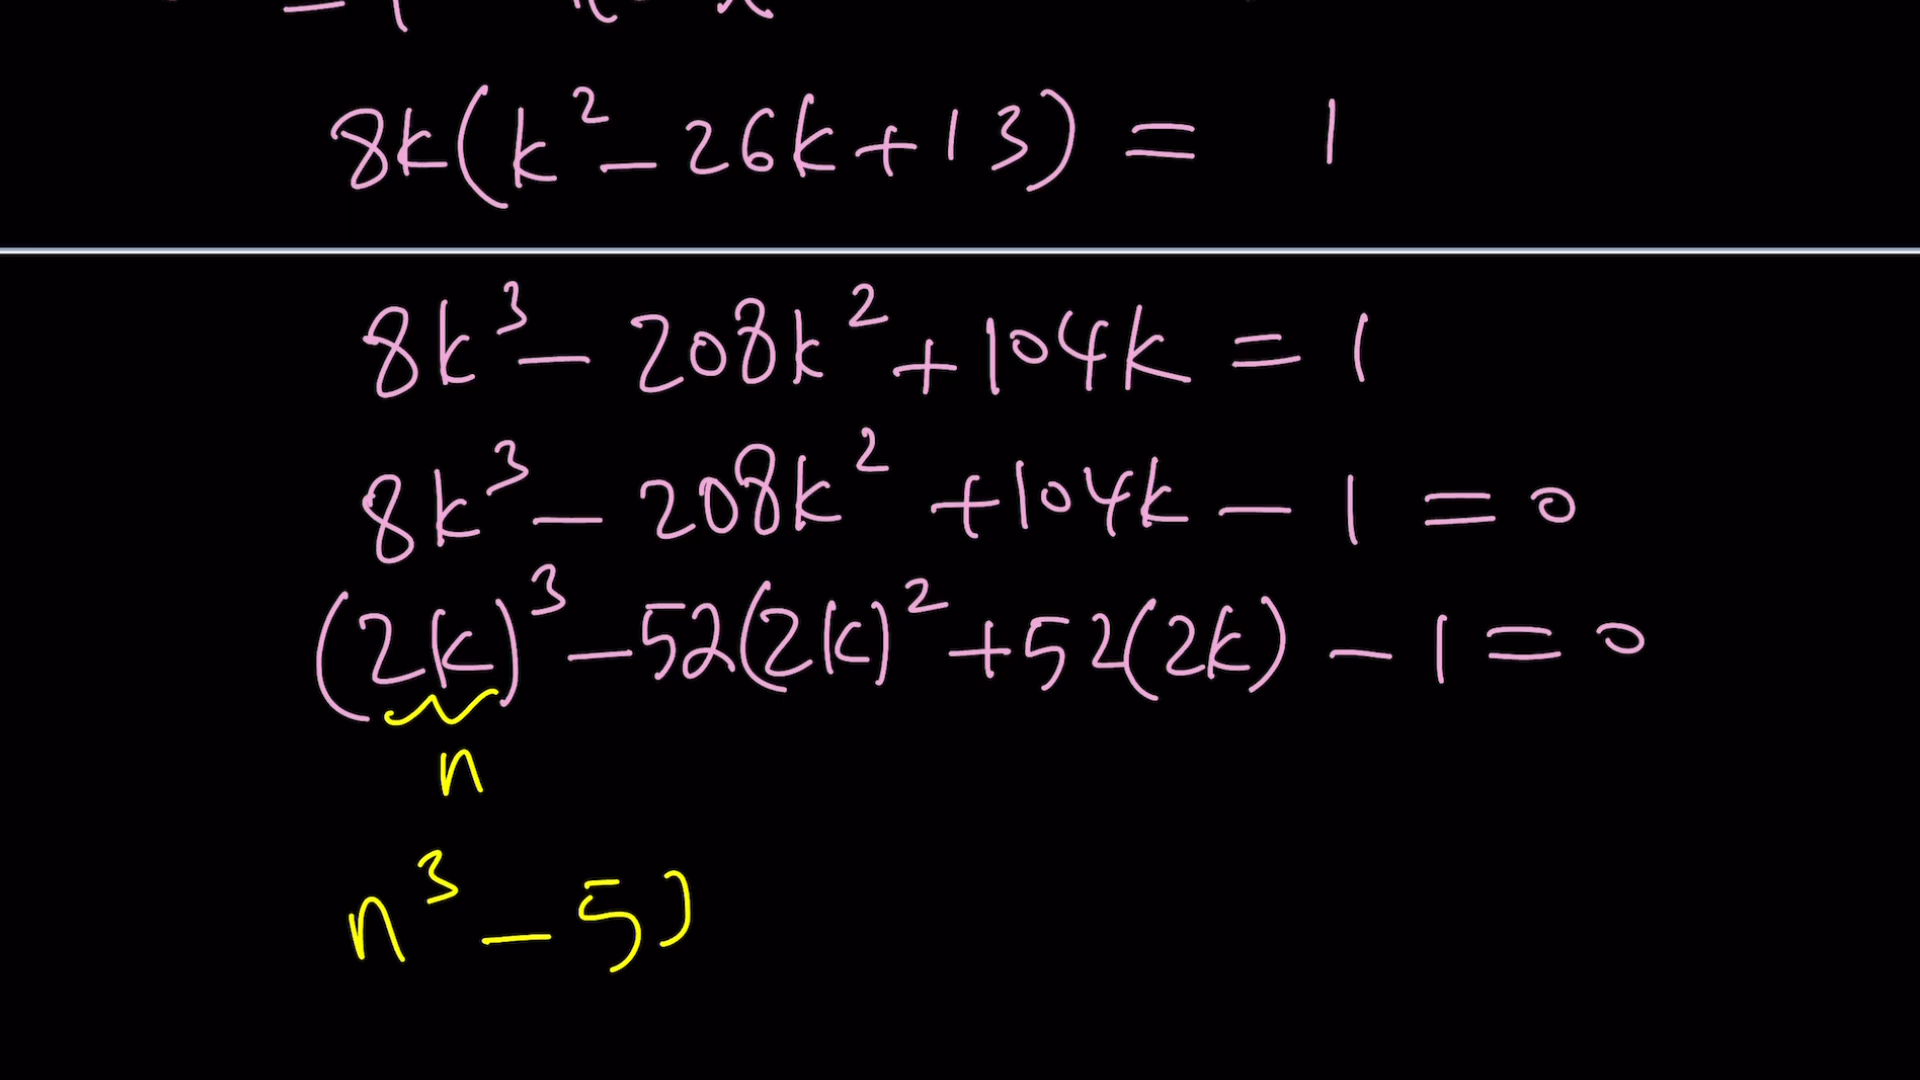 8k(k² - 26k + 13) = 1
8k³ - 208k² + 104k = 1
8k³ - 208k² + 104k - 1 = 0
(2k)³ - 52(2k)² + 52(2k) - 1 = 0
n
n³ - 5